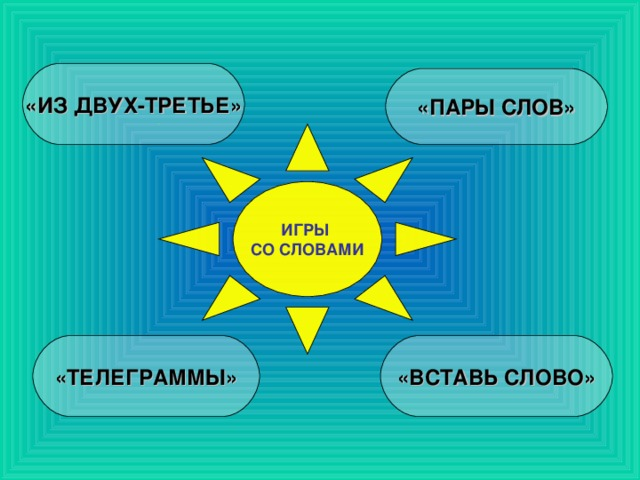 «ИЗ ДВУХ-ТРЕТЬЕ»
«ПАРЫ СЛОВ»
ИГРЫ
СО СЛОВАМИ
«ТЕЛЕГРАММЫ»
«ВСТАВЬ СЛОВО»